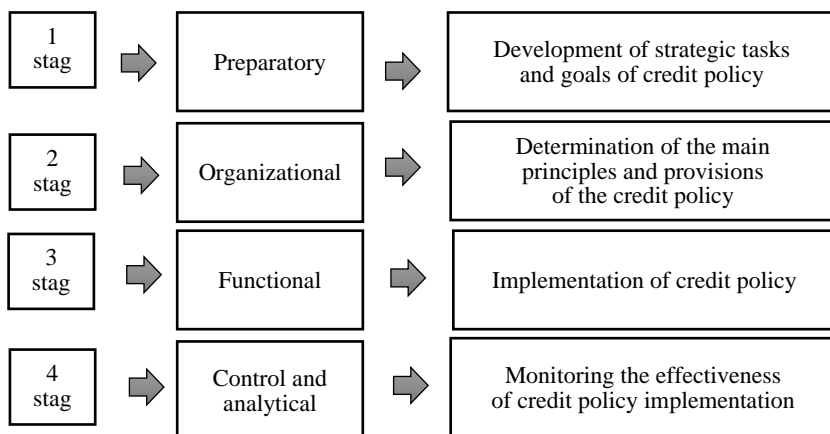 1
stag
Preparatory
Development of strategic tasks
and goals of credit policy
2
stag
Organizational
Determination of the main
principles and provisions
of the credit policy
3
stag
Functional
Implementation of credit policy
4
stag
Control and
analytical
Monitoring the effectiveness
of credit policy implementation